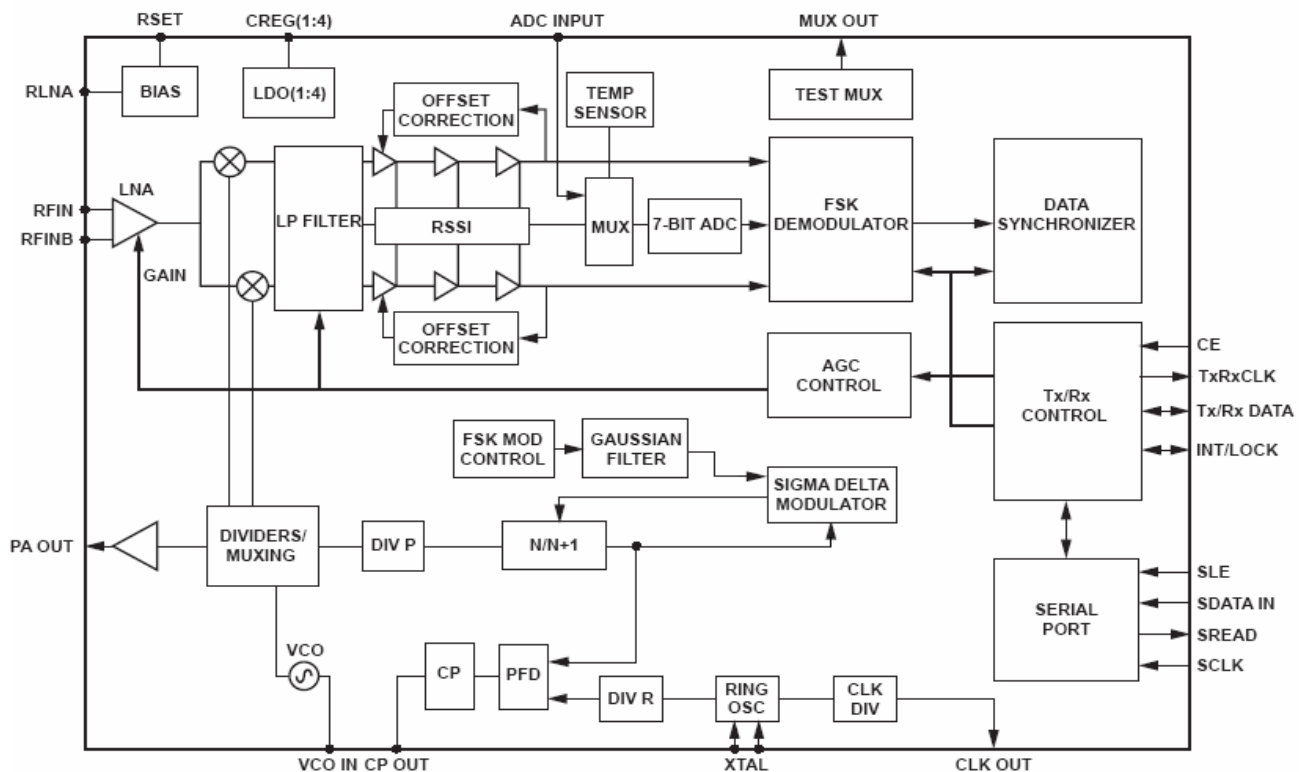 RSET
CREG(1:4)
ADC INPUT
MUX OUT
RLNA
BIAS
LDO(1:4)
OFFSET
CORRECTION
TEMP
SENSOR
TEST MUX
LNA
RFIN
RFINB
GAIN
LP FILTER
RSSI
MUX
7-BIT ADC
FSK
DEMODULATOR
DATA
SYNCHRONIZER
OFFSET
CORRECTION
AGC
CONTROL
Tx/Rx
CONTROL
CE
TxRxCLK
Tx/Rx DATA
INT/LOCK
FSK MOD
CONTROL
GAUSSIAN
FILTER
SIGMA DELTA
MODULATOR
PA OUT
DIVIDERS/
MUXING
DIV P
N/N+1
SERIAL
PORT
SLE
SDATA IN
SREAD
SCLK
VCO
CP
PFD
DIV R
RING
OSC
CLK
DIV
VCO IN
CP OUT
XTAL
CLK OUT